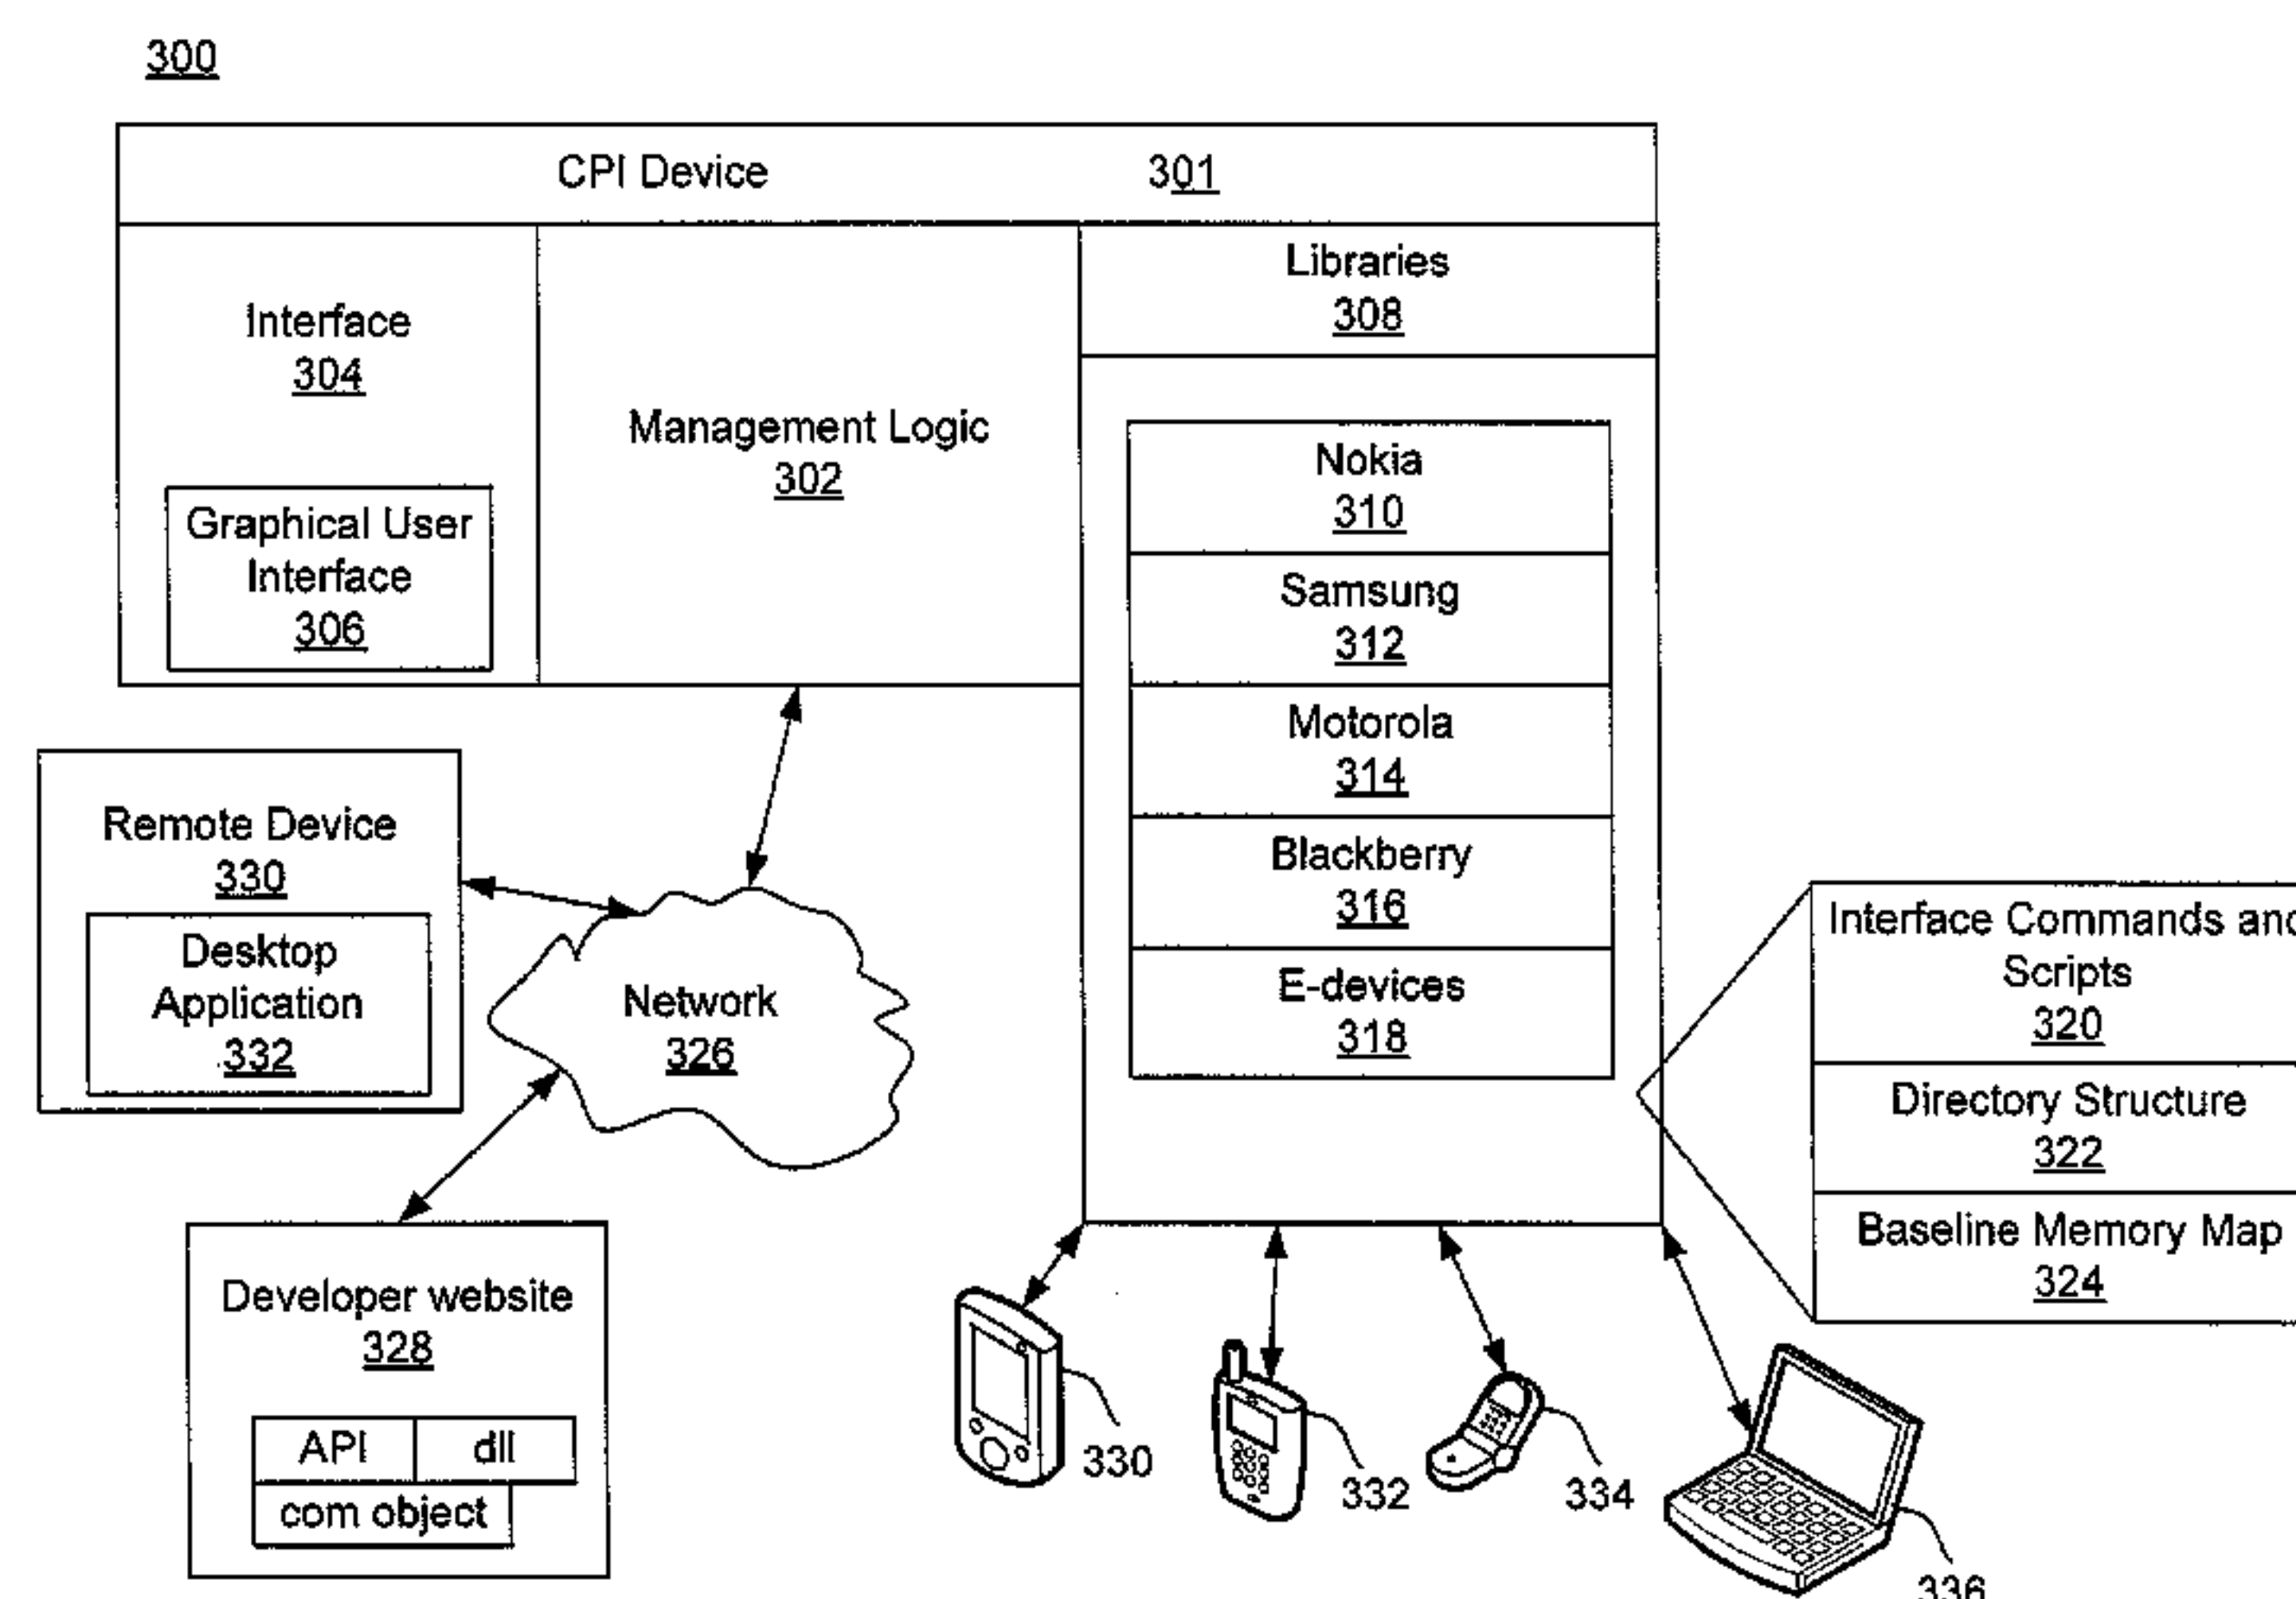 300
CPI Device 301
Interface
304
Graphical User
Interface
306
Management Logic
302
Libraries
308
Nokia
310
Samsung
312
Motorola
314
Blackberry
316
E-devices
318
Interface Commands and
Scripts
320
Directory Structure
322
Baseline Memory Map
324
Remote Device
330
Desktop
Application
332
Network
326
Developer website
328
API dll
com object
330
332
334
336